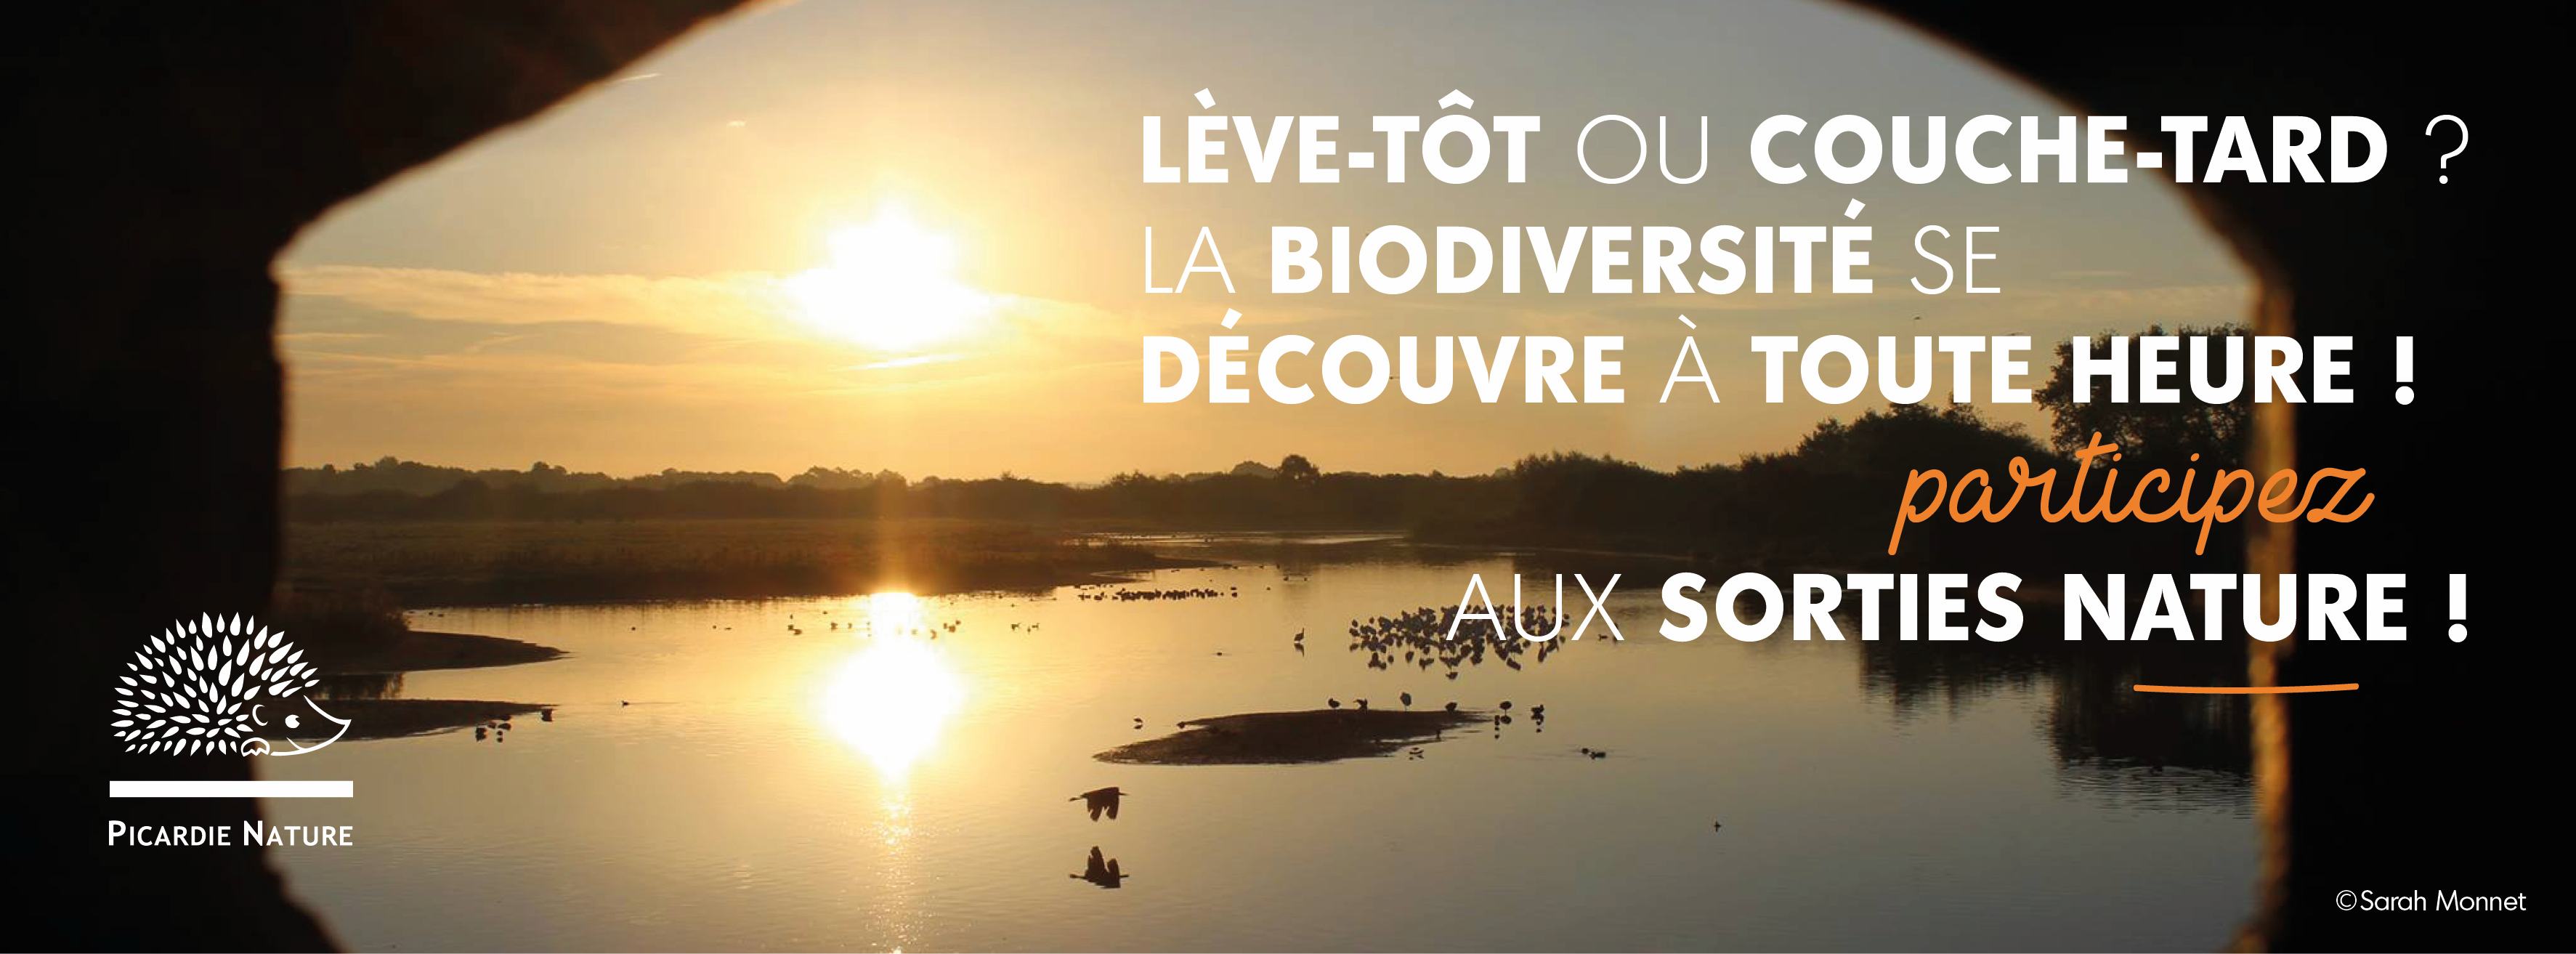 LÈVE-TÔT OU COUCHE-TARD ?
LA BIODIVERSITÉ SE
DÉCOUVRE À TOUTE HEURE !
participez
AUX SORTIES NATURE !
PICARDIE NATURE
©Sarah Monnet